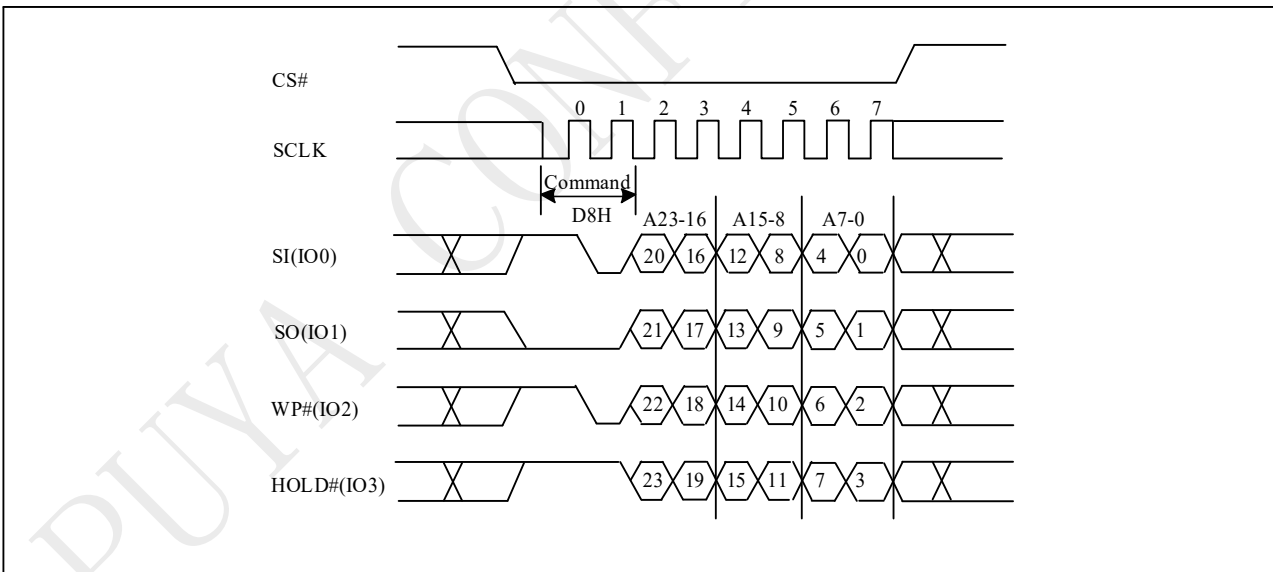 CS#
0 1 2 3 4 5 6 7
SCLK
Command
D8H
A23-16 A15-8 A7-0
SI(IO0) 20 16 12 8 4 0
SO(IO1) 21 17 13 9 5 1
WP#(IO2) 22 18 14 10 6 2
HOLD#(IO3) 23 19 15 11 7 3
PUYA CONF